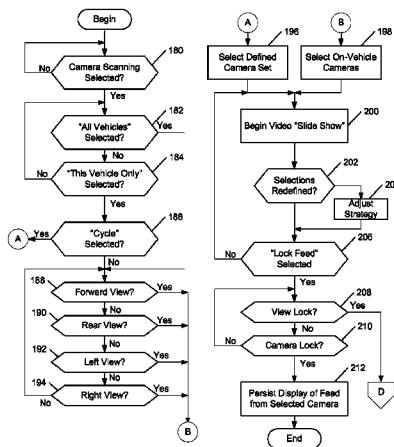 Begin
Camera Scanning
Selected?
180
No
Yes
182
"All Vehicles"
Selected?
Yes
No
184
"This Vehicle Only"
Selected?
No
Yes
186
"Cycle"
Selected?
Yes
A
No
188
Forward View?
Yes
No
190
Rear View?
Yes
No
192
Left View?
Yes
No
194
Right View?
Yes
No
B
A
196
Select Defined
Camera Set
B
198
Select On-Vehicle
Cameras
200
Begin Video "Slide Show"
202
Selections
Redefined?
20
Adjust
Strategy
206
"Lock Feed"
Selected
No
Yes
208
View Lock?
Yes
No
210
Camera Lock?
No
Yes
D
212
Persist Display of Feed
from Selected Camera
End